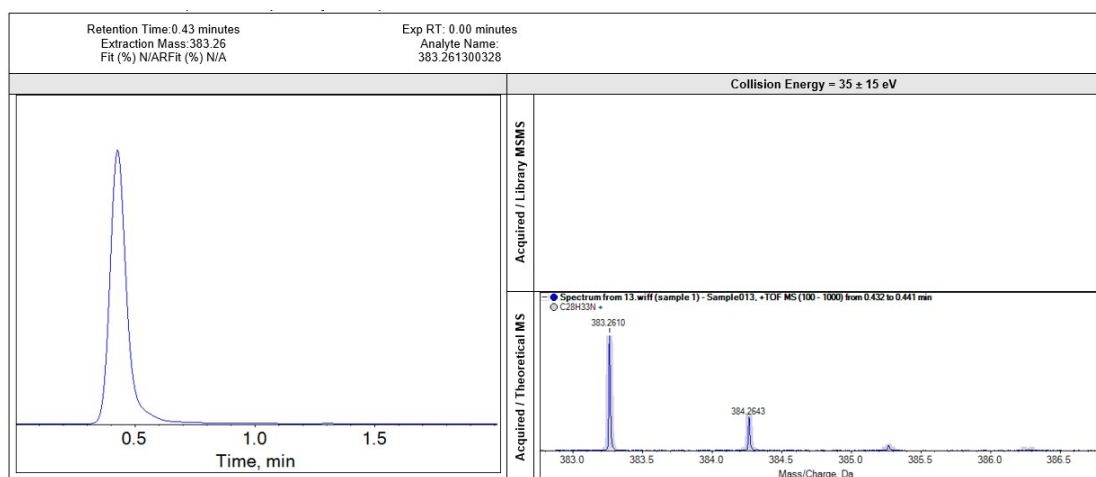 Retention Time:0.43 minutes
Extraction Mass:383.26
Fit (%) N/ARFit (%) N/A
Exp RT: 0.00 minutes
Analyte Name:
383.261300328
Collision Energy = 35 ± 15 eV
0.5 1.0 1.5
Time, min
Acquired / Library MSMS
Acquired / Theoretical MS
Spectrum from 13.wiff (sample 1) - Sample013, +TOF MS (100 - 1000) from 0.432 to 0.441 min
C28H33N +
383.2610
384.2643
383.0 383.5 384.0 384.5 385.0 385.5 386.0 386.5
Mass/Charge, Da